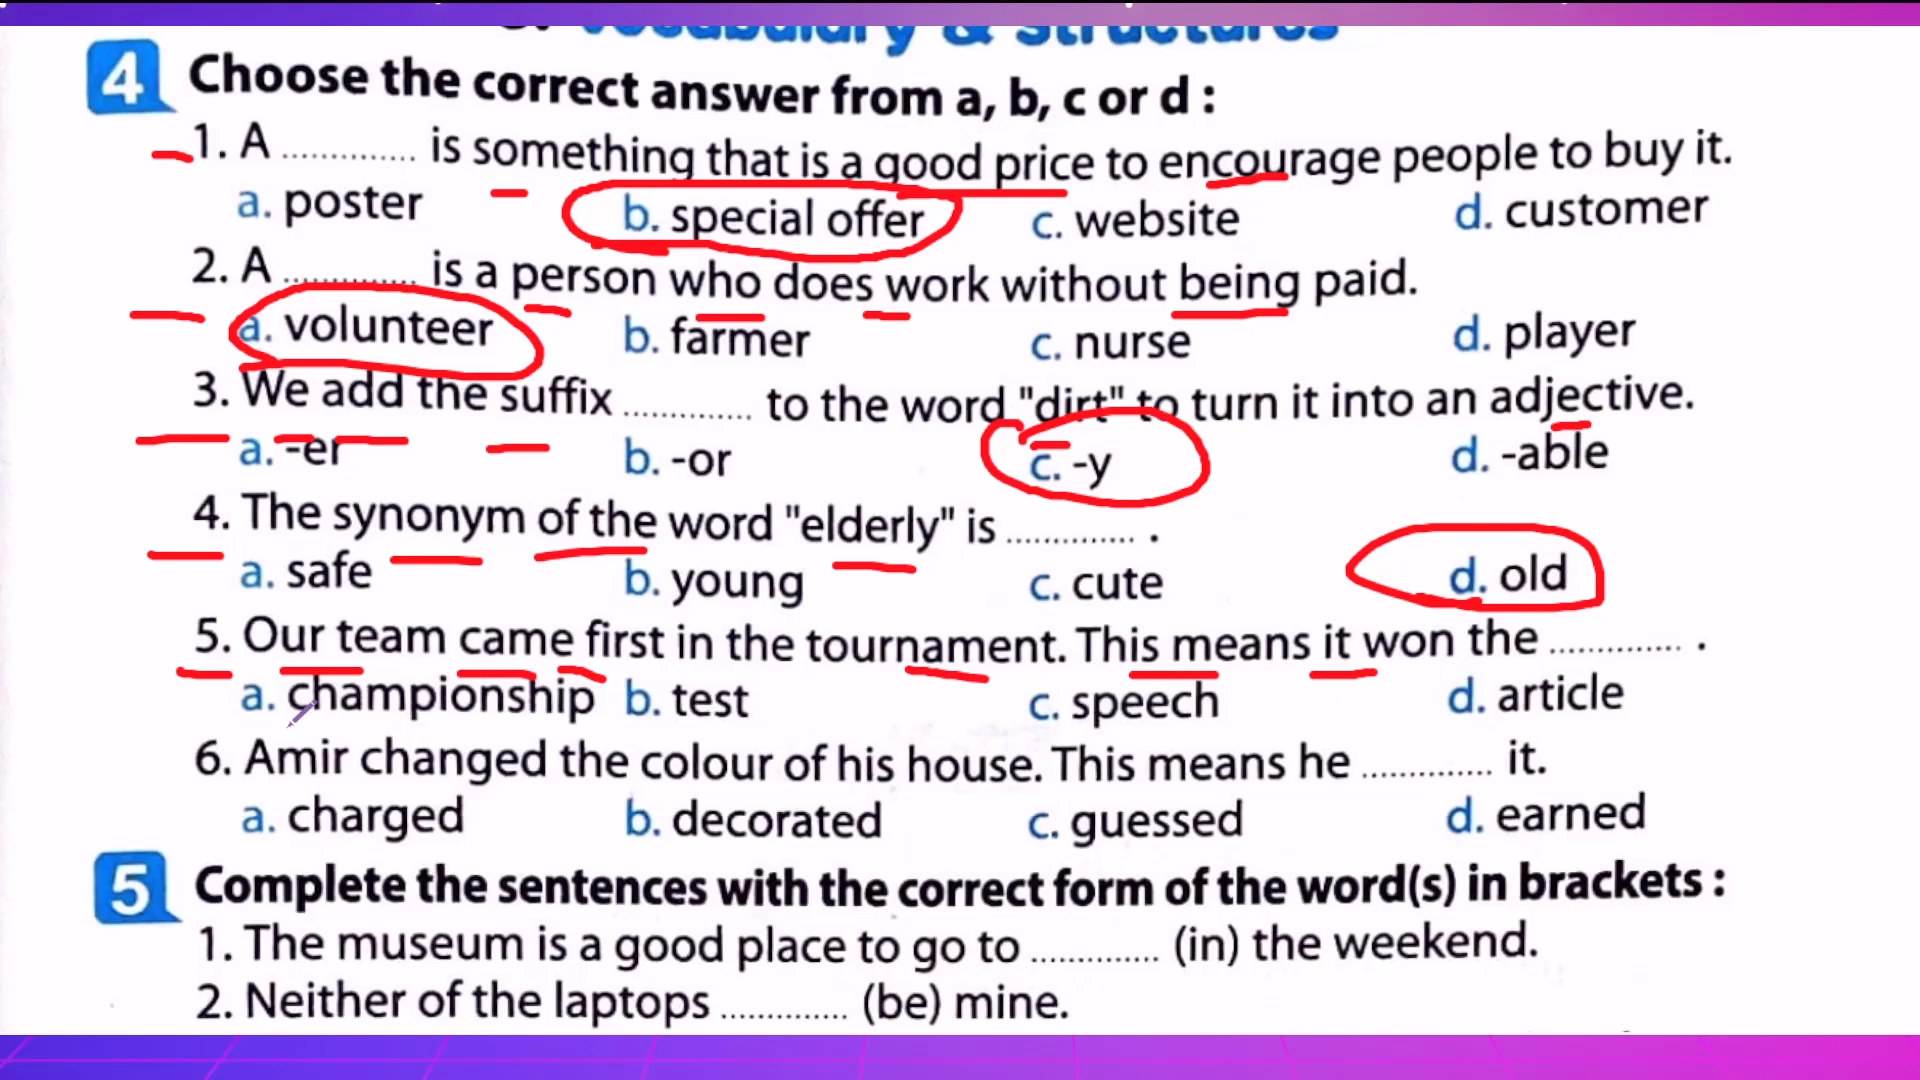 Vocabulary & Structures
4 Choose the correct answer from a, b, c or d :
1. A .............. is something that is a good price to encourage people to buy it.
a. poster b. special offer c. website d. customer
2. A .............. is a person who does work without being paid.
a. volunteer b. farmer c. nurse d. player
3. We add the suffix .............. to the word "dirt" to turn it into an adjective.
a. -er b. -or c. -y d. -able
4. The synonym of the word "elderly" is .............. .
a. safe b. young c. cute d. old
5. Our team came first in the tournament. This means it won the .............. .
a. championship b. test c. speech d. article
6. Amir changed the colour of his house. This means he .............. it.
a. charged b. decorated c. guessed d. earned
5 Complete the sentences with the correct form of the word(s) in brackets :
1. The museum is a good place to go to .............. (in) the weekend.
2. Neither of the laptops .............. (be) mine.